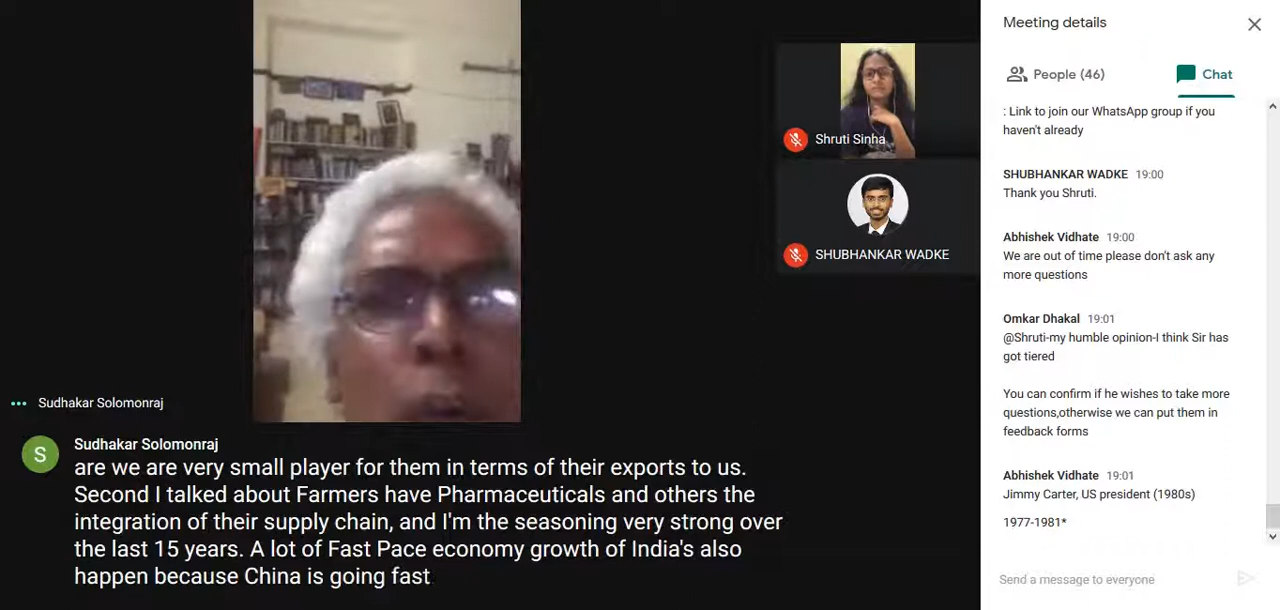 Meeting details
People (46)
Chat
: Link to join our WhatsApp group if you
haven't already
SHUBHANKAR WADKE 19:00
Thank you Shruti.
Abhishek Vidhate 19:00
We are out of time please don't ask any
more questions
Omkar Dhakal 19:01
@Shruti-my humble opinion-I think Sir has
got tiered
You can confirm if he wishes to take more
questions,otherwise we can put them in
feedback forms
Abhishek Vidhate 19:01
Jimmy Carter, US president (1980s)
1977-1981*
Send a message to everyone
Shruti Sinha
SHUBHANKAR WADKE
Sudhakar Solomonraj
S
Sudhakar Solomonraj
are we are very small player for them in terms of their exports to us.
Second I talked about Farmers have Pharmaceuticals and others the
integration of their supply chain, and I'm the seasoning very strong over
the last 15 years. A lot of Fast Pace economy growth of India's also
happen because China is going fast